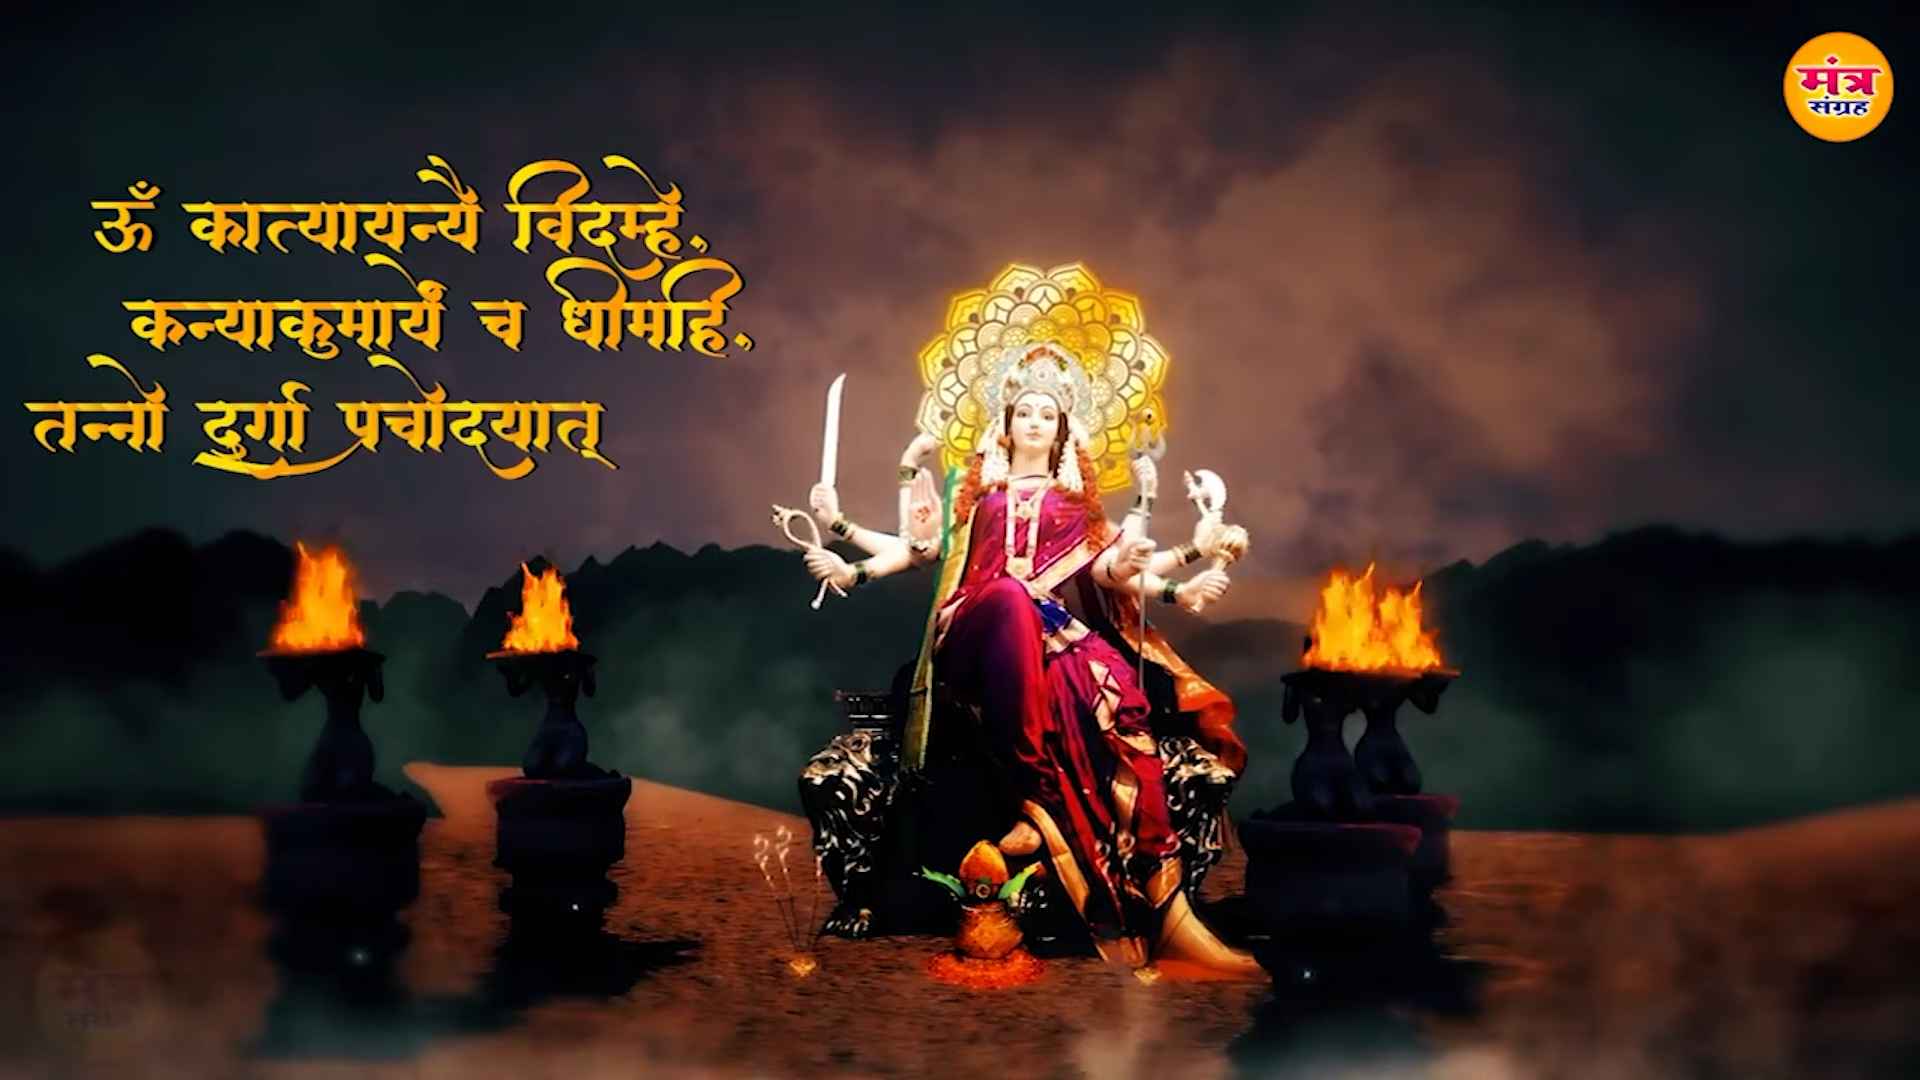 ॐ कात्यायन्यै विदम्हे,
कन्याकुमार्यै च धीमहि,
तन्नो दुर्गा प्रचोदयात्
मंत्र
संग्रह